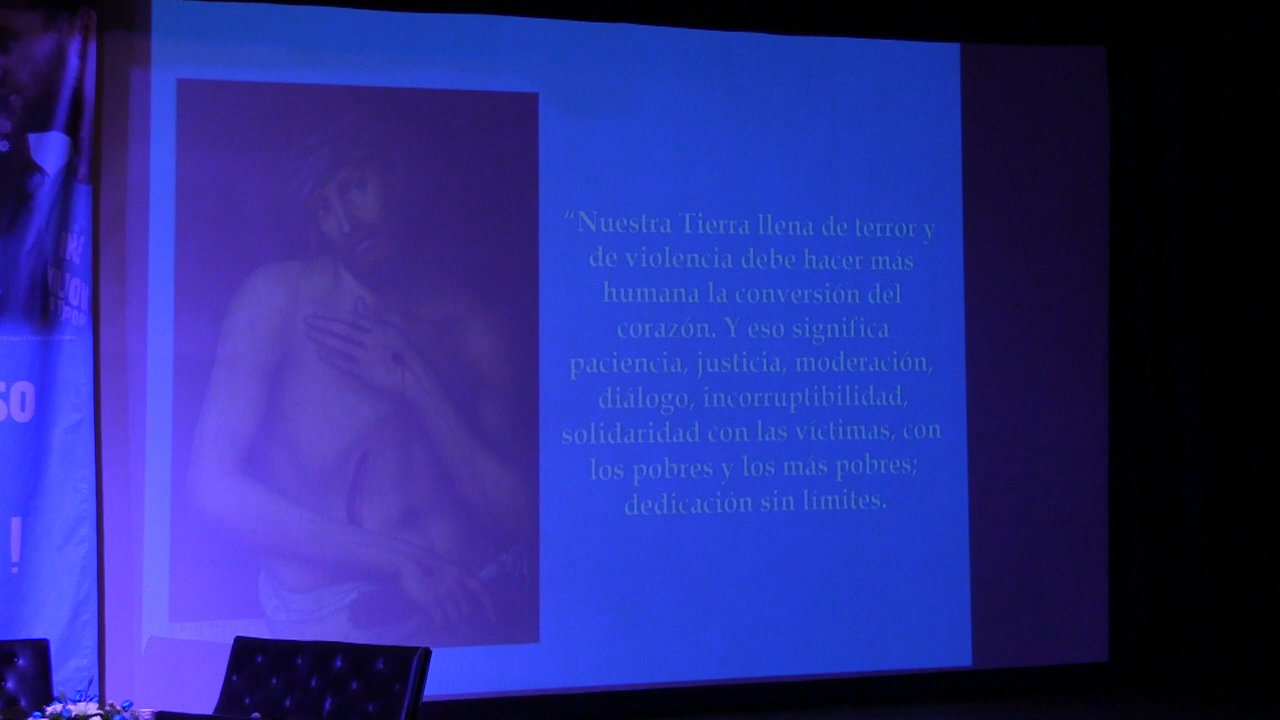 “Nuestra Tierra llena de terror y
de violencia debe hacer más
humana la conversión del
corazón. Y eso significa
paciencia, justicia, moderación,
diálogo, incorruptibilidad,
solidaridad con las víctimas, con
los pobres y los más pobres;
dedicación sin límites.
SO
!